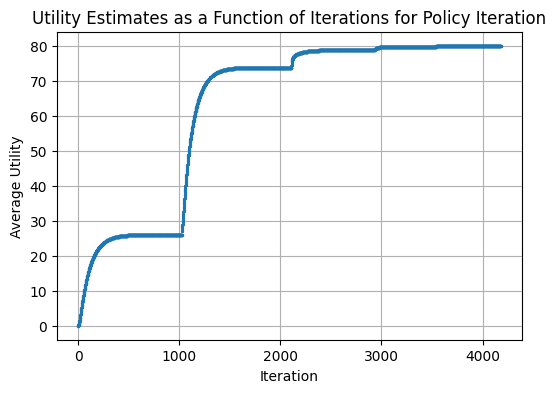 Utility Estimates as a Function of Iterations for Policy Iteration
80
70
60
50
40
30
20
10
0
Average Utility
0 1000 2000 3000 4000
Iteration